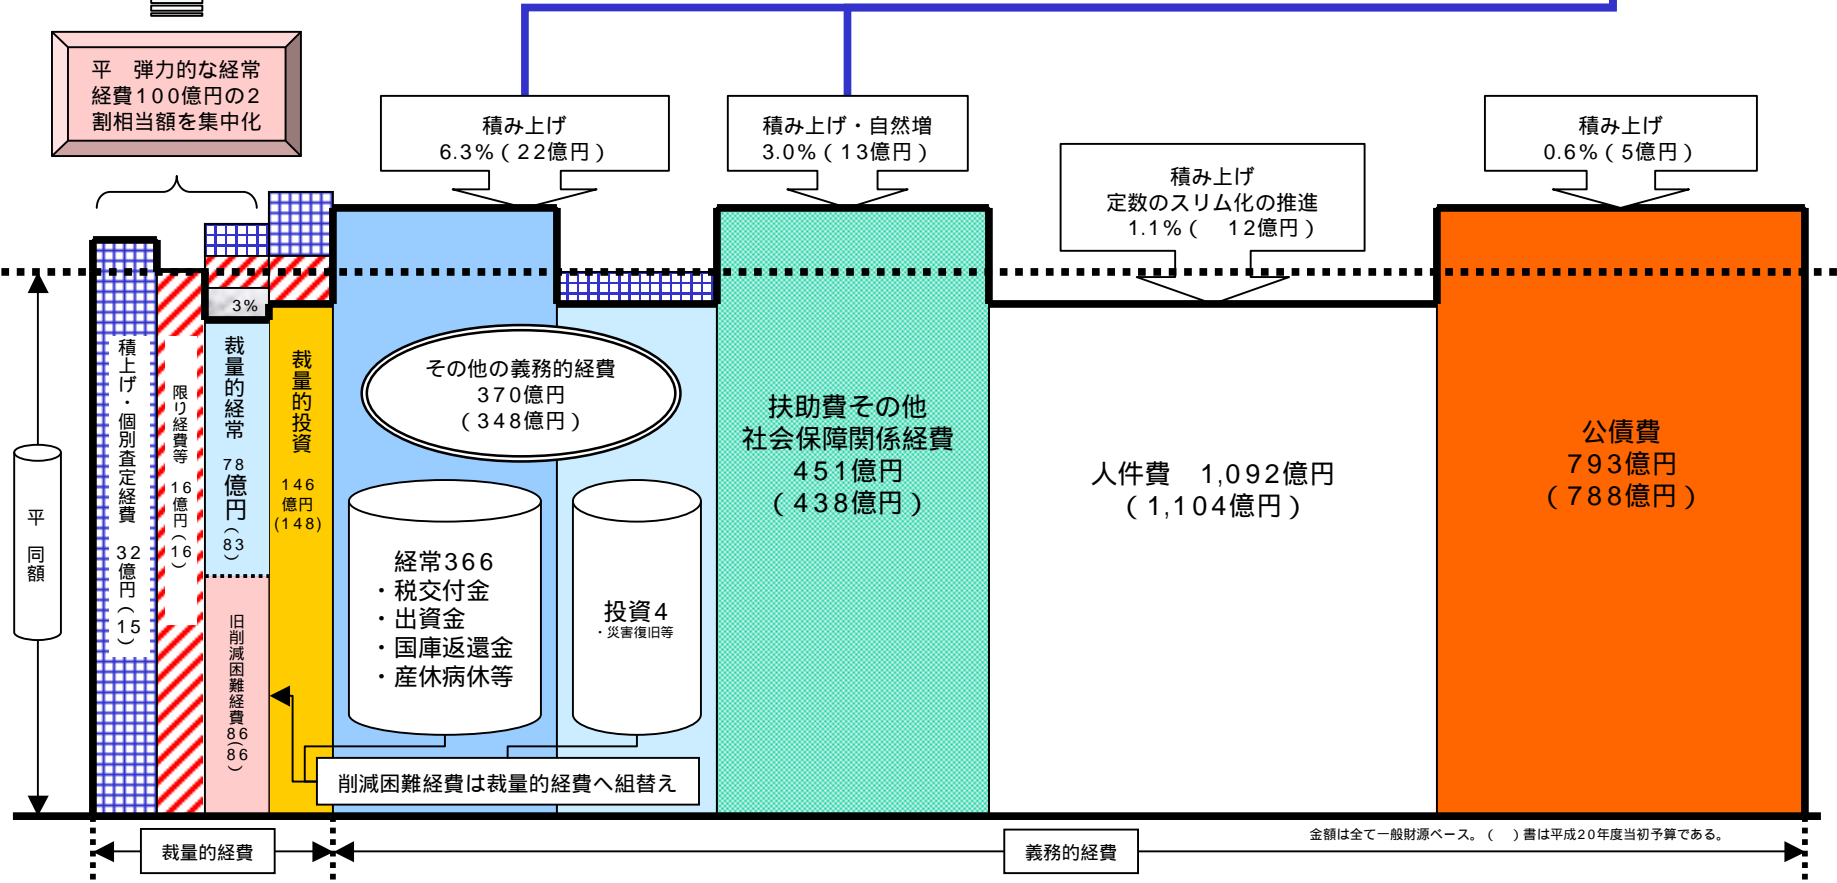 平　弾力的な経常
経費100億円の2
割相当額を集中化
積み上げ
6.3%（22億円）
積み上げ・自然増
3.0%（13億円）
積み上げ
定数のスリム化の推進
1.1%（　12億円）
積み上げ
0.6%（5億円）
平　同額
積上げ・個別査定経費　32億円（15）
限り経費等　16億円（16）
3%
裁量的経常　78億円（83）
旧削減困難経費86（86）
裁量的投資
146
億円
(148)
その他の義務的経費
370億円
（348億円）
経常366
・税交付金
・出資金
・国庫返還金
・産休病休等
投資4
・災害復旧等
削減困難経費は裁量的経費へ組替え
扶助費その他
社会保障関係経費
451億円
（438億円）
人件費　1,092億円
（1,104億円）
公債費
793億円
（788億円）
金額は全て一般財源ベース。（　）書は平成20年度当初予算である。
裁量的経費
義務的経費